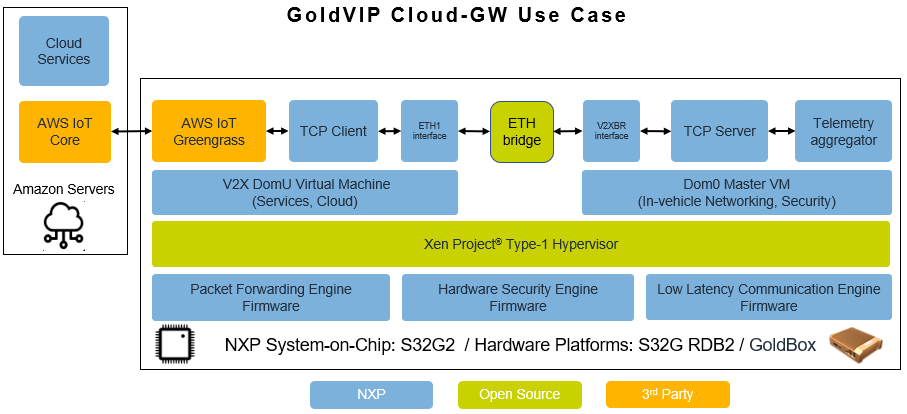 GoldVIP Cloud-GW Use Case
Cloud
Services
AWS IoT
Core
Amazon Servers
AWS IoT
Greengrass
TCP Client
ETH1
interface
ETH
bridge
V2XBR
interface
TCP Server
Telemetry
aggregator
V2X DomU Virtual Machine
(Services, Cloud)
Dom0 Master VM
(In-vehicle Networking, Security)
Xen Project® Type-1 Hypervisor
Packet Forwarding Engine
Firmware
Hardware Security Engine
Firmware
Low Latency Communication Engine
Firmware
NXP System-on-Chip: S32G2 / Hardware Platforms: S32G RDB2 / GoldBox
NXP
Open Source
3rd Party